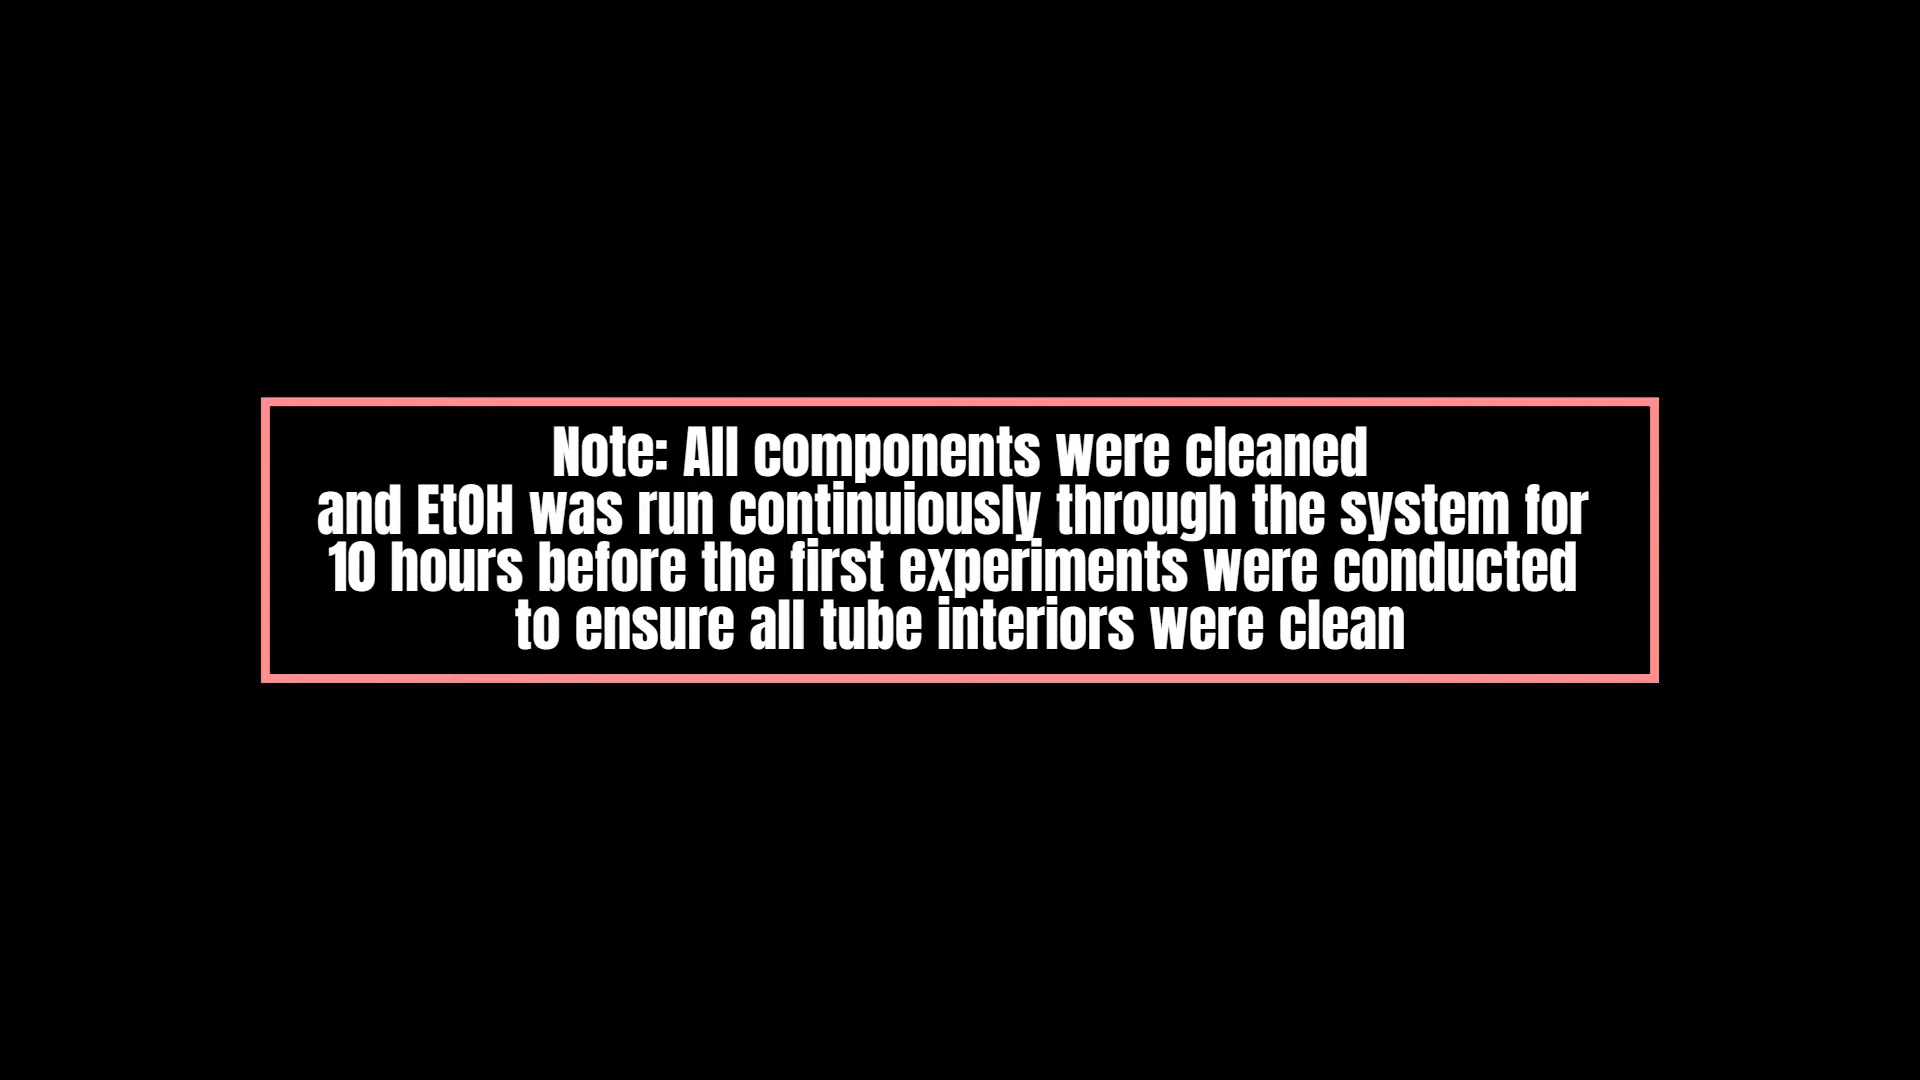 Note: All components were cleaned
and EtOH was run continuiously through the system for
10 hours before the first experiments were conducted
to ensure all tube interiors were clean